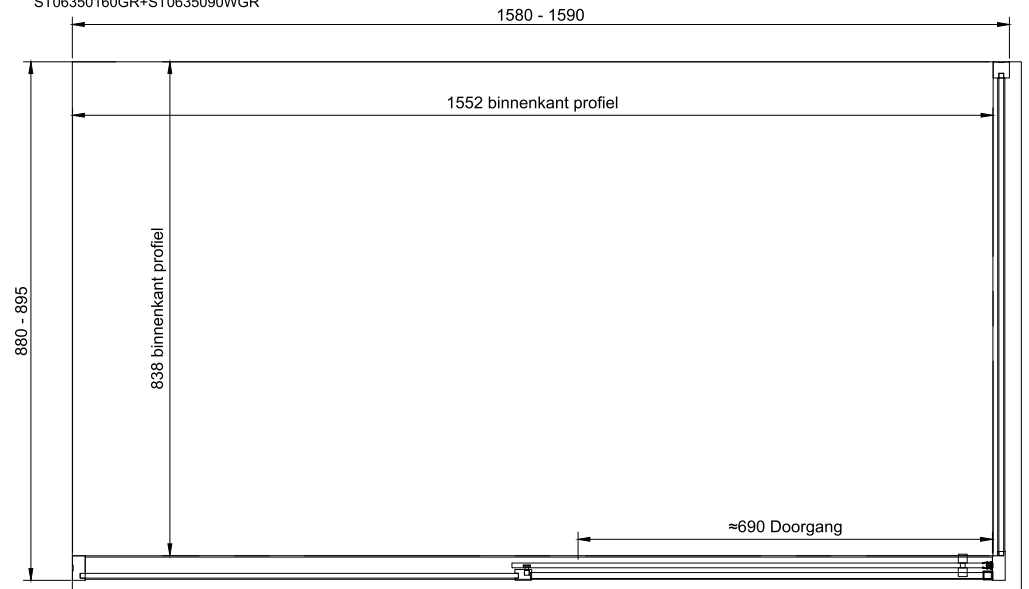 ST06350160GR+ST0635090WGR
1580 - 1590
1552 binnenkant profiel
838 binnenkant profiel
880 - 895
≈690 Doorgang